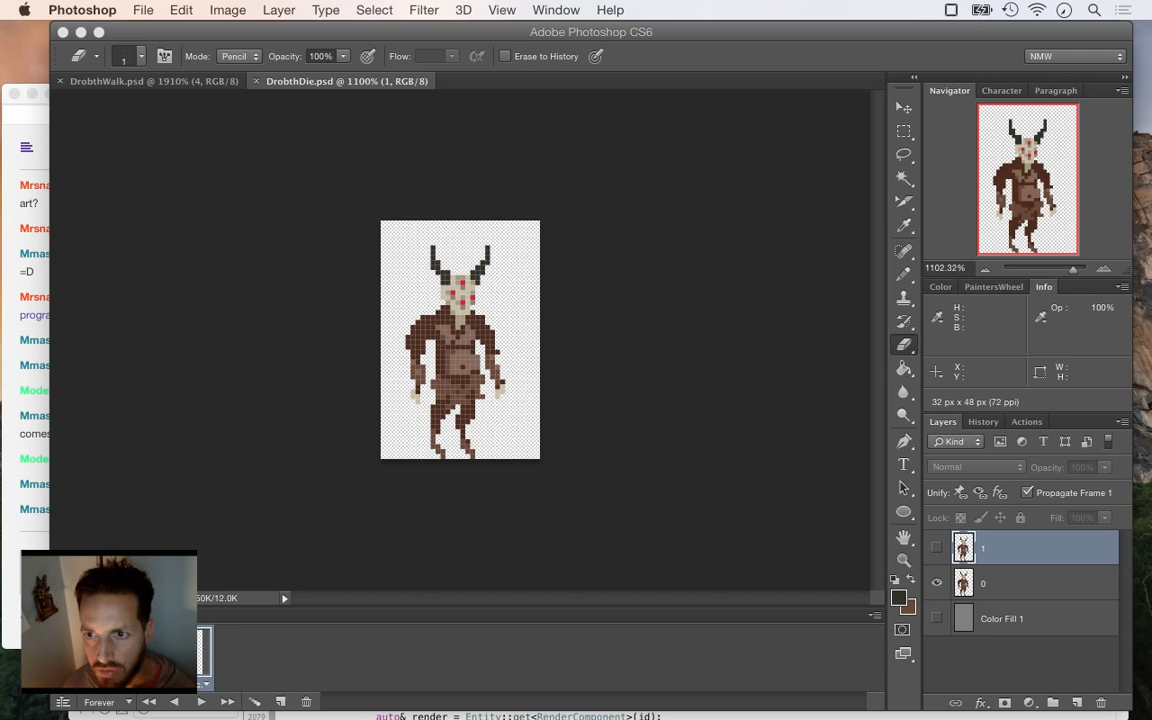 Photoshop File Edit Image Layer Type Select Filter 3D View Window Help
Adobe Photoshop CS6
1 Mode: Pencil Opacity: 100% Flow: Erase to History NMW
× DrobthWalk.psd @ 1910% (4, RGB/8) × DrobthDie.psd @ 1100% (1, RGB/8)
Navigator Character Paragraph
1102.32%
Color PaintersWheel Info
H: Op: 100%
S:
B:
X: W:
Y: H:
32 px x 48 px (72 ppi)
Layers History Actions
Kind
Normal Opacity: 100%
Unify: Propagate Frame 1
Lock: Fill: 100%
1
0
Color Fill 1
Mrsna
art?
Mrsna
Mmas
=D
Mrsna
progra
Mmas
Mmas
Mode
Mmas
comes
Mode
Mmas
Mmas
50K/12.0K
Forever
2079 auto& render = Entity::get<RenderComponent>(id);